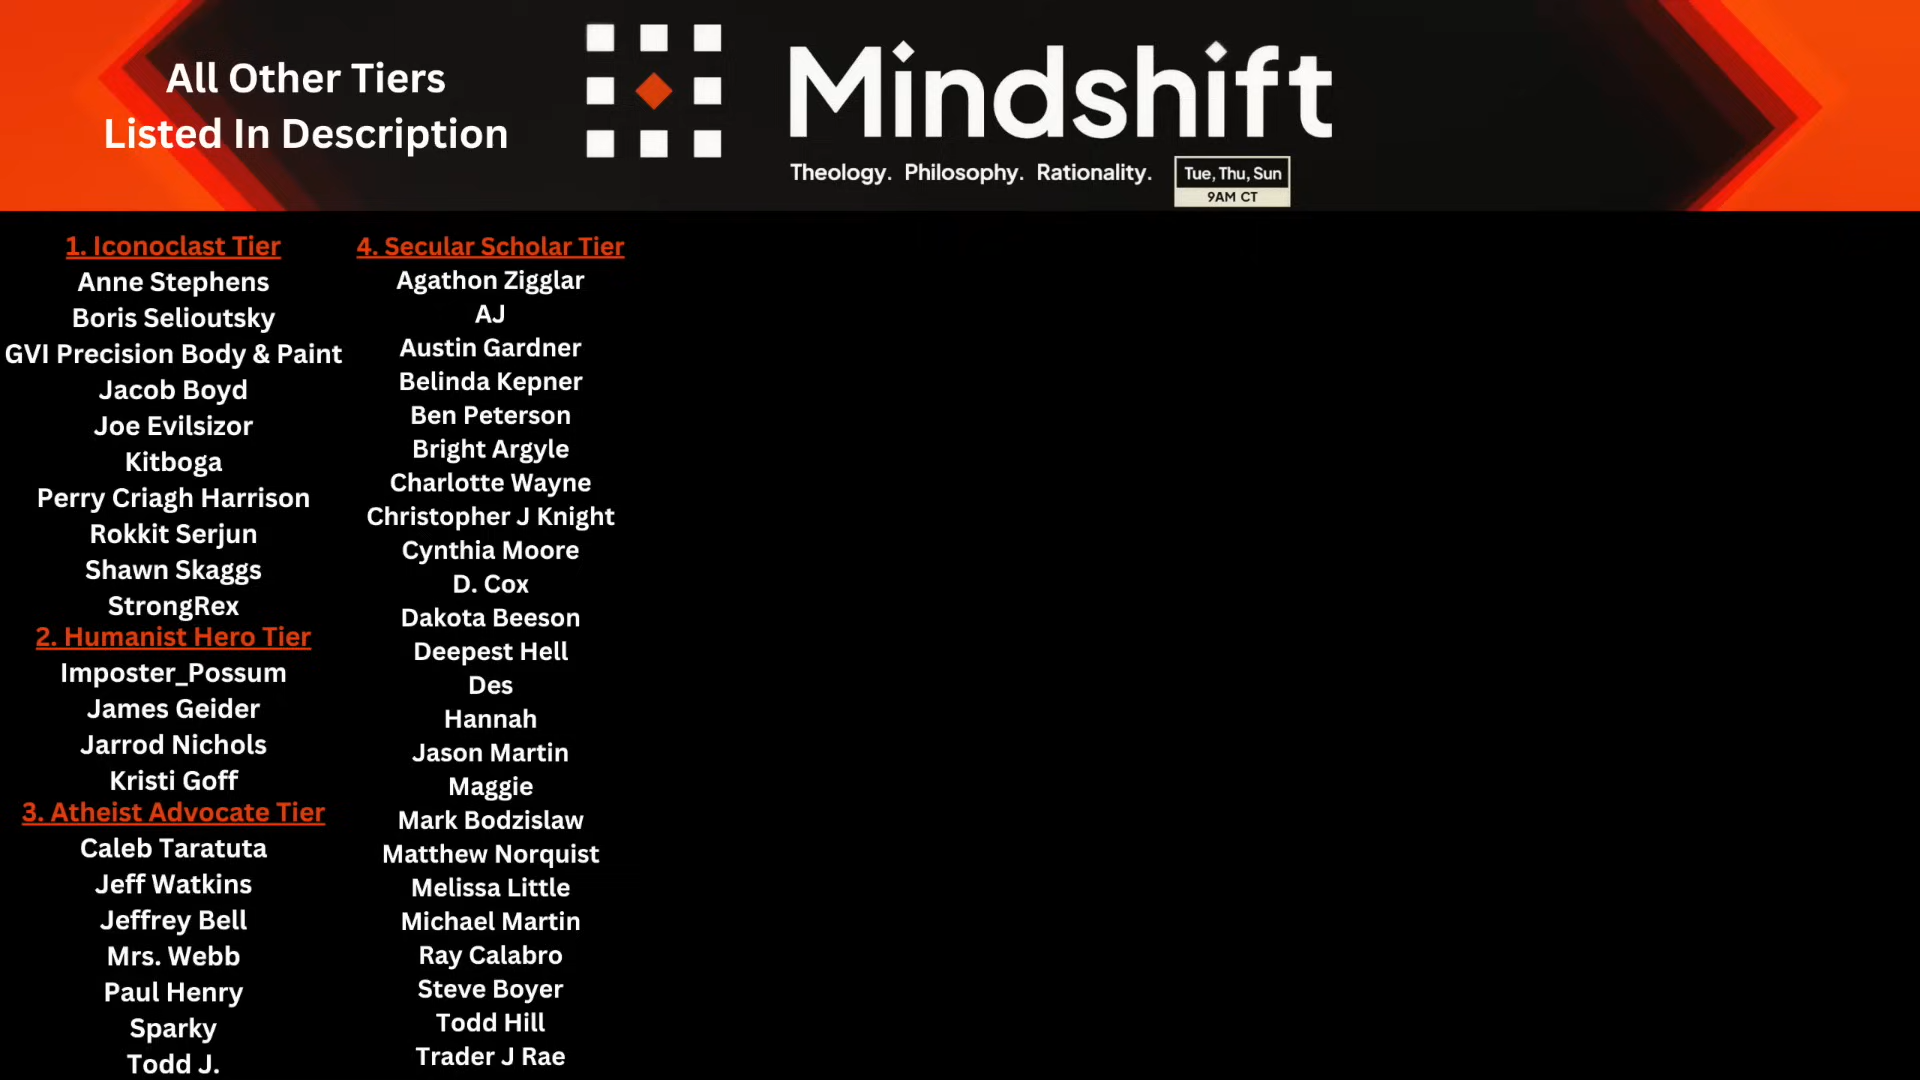 All Other Tiers
Listed In Description
Mindshift
Theology. Philosophy. Rationality.
Tue, Thu, Sun
9AM CT
1. Iconoclast Tier
Anne Stephens
Boris Selioutsky
GVI Precision Body & Paint
Jacob Boyd
Joe Evilsizor
Kitboga
Perry Criagh Harrison
Rokkit Serjun
Shawn Skaggs
StrongRex
2. Humanist Hero Tier
Imposter_Possum
James Geider
Jarrod Nichols
Kristi Goff
3. Atheist Advocate Tier
Caleb Taratuta
Jeff Watkins
Jeffrey Bell
Mrs. Webb
Paul Henry
Sparky
Todd J.
4. Secular Scholar Tier
Agathon Zigglar
AJ
Austin Gardner
Belinda Kepner
Ben Peterson
Bright Argyle
Charlotte Wayne
Christopher J Knight
Cynthia Moore
D. Cox
Dakota Beeson
Deepest Hell
Des
Hannah
Jason Martin
Maggie
Mark Bodzislaw
Matthew Norquist
Melissa Little
Michael Martin
Ray Calabro
Steve Boyer
Todd Hill
Trader J Rae